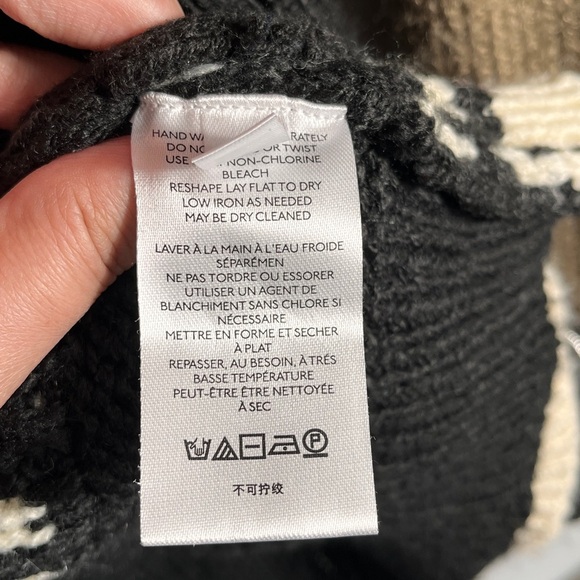 HAND WA RATELY
DO NO OR TWIST
USE NON-CHLORINE
BLEACH
RESHAPE LAY FLAT TO DRY
LOW IRON AS NEEDED
MAY BE DRY CLEANED
LAVER À LA MAIN À L'EAU FROIDE
SÉPARÉMEN
NE PAS TORDRE OU ESSORER
UTILISER UN AGENT DE
BLANCHIMENT SANS CHLORE SI
NÉCESSAIRE
METTRE EN FORME ET SECHER
À PLAT
REPASSER, AU BESOIN, À TRÉS
BASSE TEMPÉRATURE
PEUT-ÊTRE ÊTRE NETTOYÉE
À SEC
P
不可拧绞